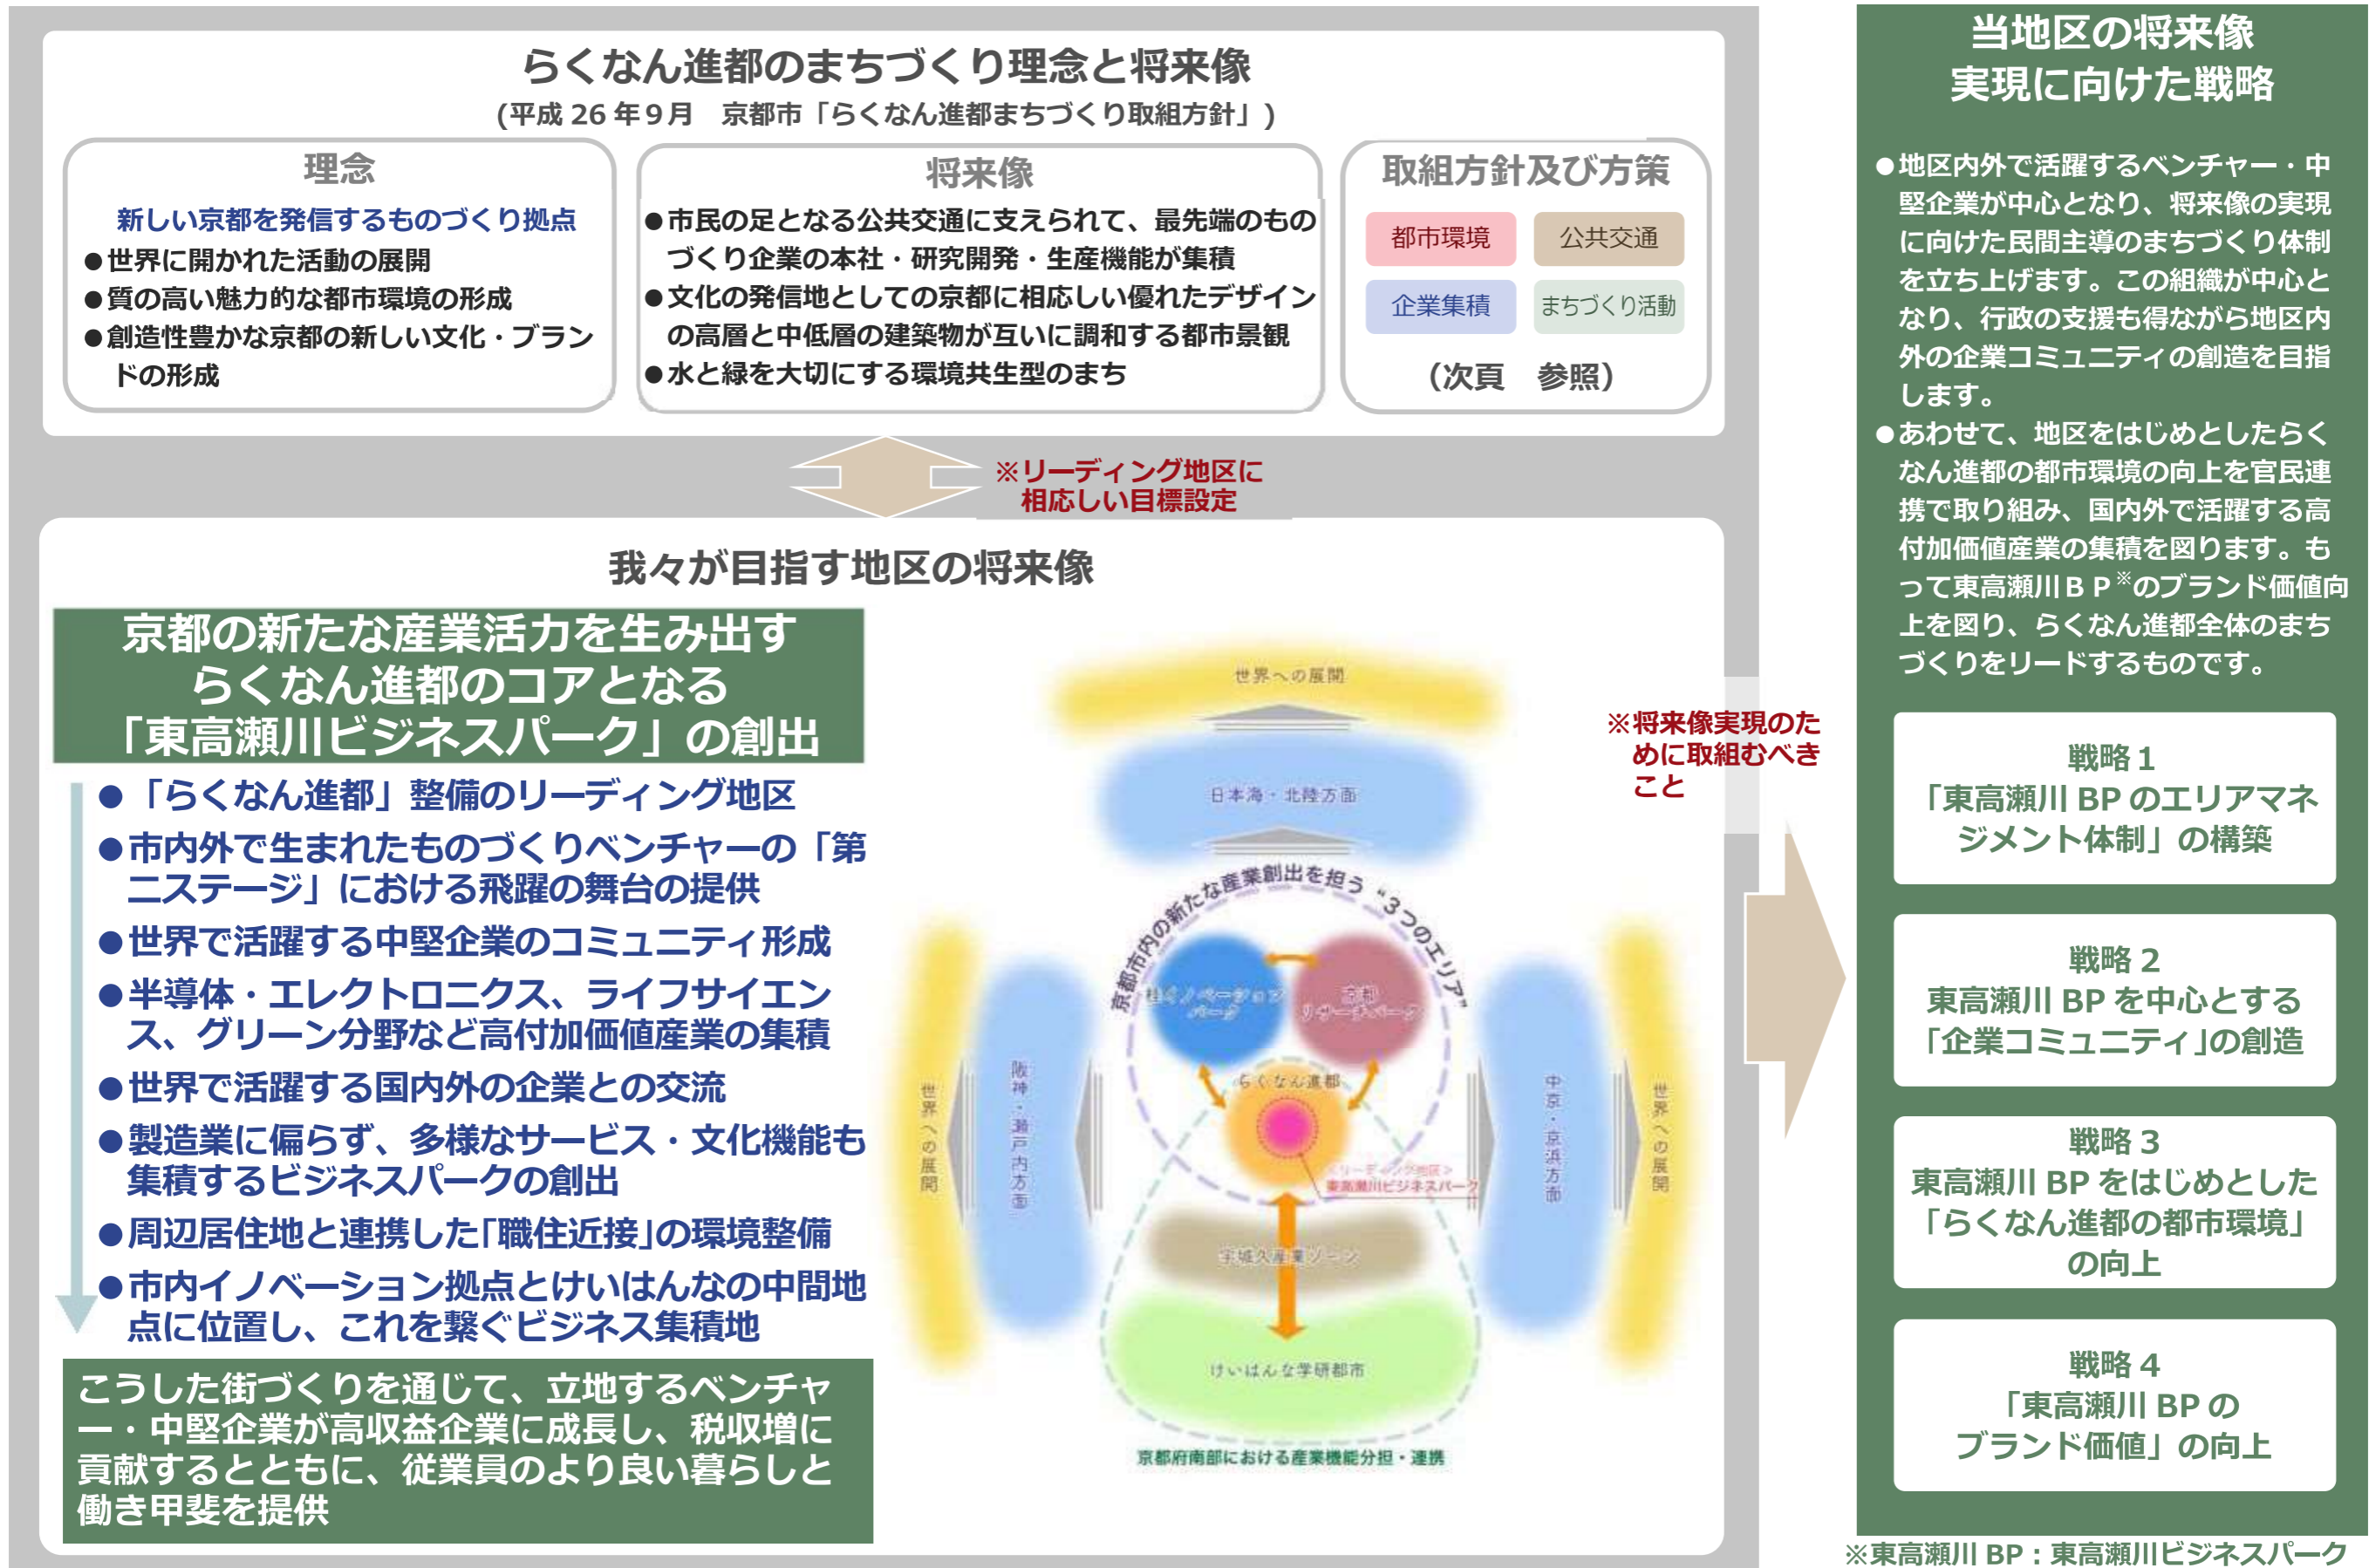 らくなん進都のまちづくり理念と将来像
(平成 26 年９月　京都市「らくなん進都まちづくり取組方針」)
理念
新しい京都を発信するものづくり拠点
●世界に開かれた活動の展開
●質の高い魅力的な都市環境の形成
●創造性豊かな京都の新しい文化・ブラン
ドの形成
将来像
●市民の足となる公共交通に支えられて、最先端のもの
づくり企業の本社・研究開発・生産機能が集積
●文化の発信地としての京都に相応しい優れたデザイン
の高層と中低層の建築物が互いに調和する都市景観
●水と緑を大切にする環境共生型のまち
取組方針及び方策
都市環境
公共交通
企業集積
まちづくり活動
（次頁　参照）
※リーディング地区に
相応しい目標設定
我々が目指す地区の将来像
京都の新たな産業活力を生み出す
らくなん進都のコアとなる
「東高瀬川ビジネスパーク」の創出
●「らくなん進都」整備のリーディング地区
●市内外で生まれたものづくりベンチャーの「第
二ステージ」における飛躍の舞台の提供
●世界で活躍する中堅企業のコミュニティ形成
●半導体・エレクトロニクス、ライフサイエン
ス、グリーン分野など高付加価値産業の集積
●世界で活躍する国内外の企業との交流
●製造業に偏らず、多様なサービス・文化機能も
集積するビジネスパークの創出
●周辺居住地と連携した｢職住近接｣の環境整備
●市内イノベーション拠点とけいはんなの中間地
点に位置し、これを繋ぐビジネス集積地
こうした街づくりを通じて、立地するベンチャ
ー・中堅企業が高収益企業に成長し、税収増に
貢献するとともに、従業員のより良い暮らしと
働き甲斐を提供
世界への展開
日本海・北陸方面
京都市内の新たな産業創出を担う“３つのエリア”
桂イノベーション
パーク
京都
リサーチパーク
らくなん進都
＜リーディング地区＞
東高瀬川ビジネスパーク
世界への展開
阪神・瀬戸内方面
中京・京浜方面
世界への展開
宇城久産業ゾーン
けいはんな学研都市
京都府南部における産業機能分担・連携
※将来像実現のた
めに取組むべき
こと
当地区の将来像
実現に向けた戦略
●地区内外で活躍するベンチャー・中
堅企業が中心となり、将来像の実現
に向けた民間主導のまちづくり体制
を立ち上げます。この組織が中心と
なり、行政の支援も得ながら地区内
外の企業コミュニティの創造を目指
します。
●あわせて、地区をはじめとしたらく
なん進都の都市環境の向上を官民連
携で取り組み、国内外で活躍する高
付加価値産業の集積を図ります。も
って東高瀬川ＢＰ※のブランド価値向
上を図り、らくなん進都全体のまち
づくりをリードするものです。
戦略１
「東高瀬川 BP のエリアマネ
ジメント体制」の構築
戦略２
東高瀬川 BP を中心とする
「企業コミュニティ｣の創造
戦略３
東高瀬川 BP をはじめとした
「らくなん進都の都市環境」
の向上
戦略４
「東高瀬川 BP の
ブランド価値」の向上
※東高瀬川 BP：東高瀬川ビジネスパーク